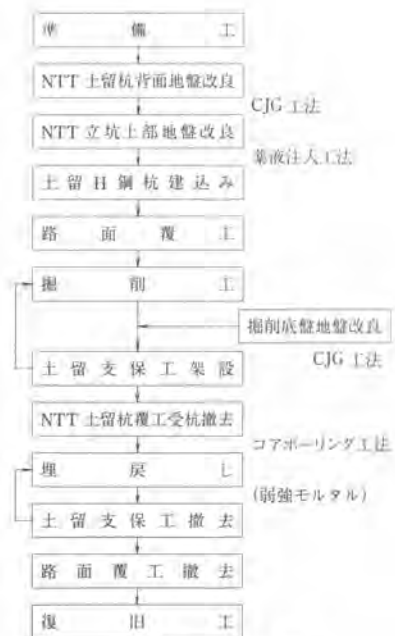 準備工
NTT土留杭背面地盤改良
CJG工法
NTT立坑上部地盤改良
薬液注入工法
土留H鋼杭建込み
路面覆工
掘削工
掘削底盤地盤改良
CJG工法
土留支保工架設
NTT土留杭覆工受杭撤去
コアボーリング工法
埋戻し
(弱強モルタル)
土留支保工撤去
路面覆工撤去
復旧工